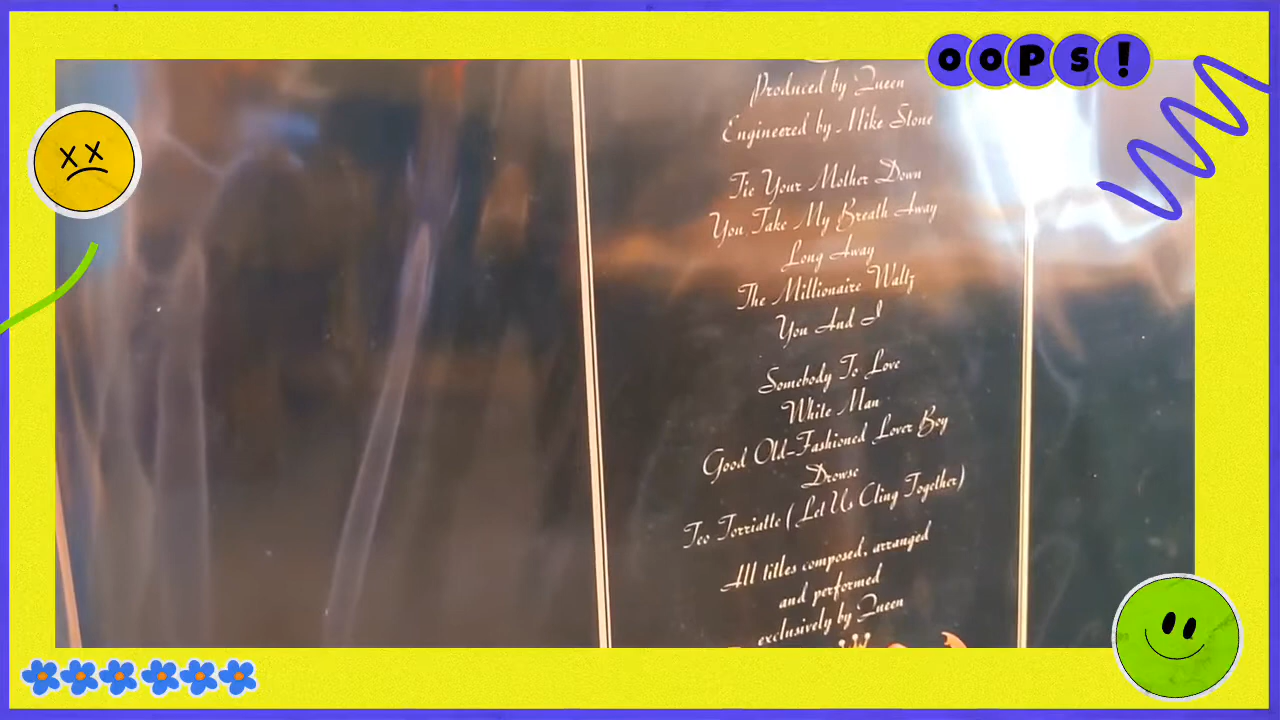 OOPS!
Produced by Queen
Engineered by Mike Stone
Tie Your Mother Down
You Take My Breath Away
Long Away
The Millionaire Waltz
You And I
Somebody To Love
White Man
Good Old-Fashioned Lover Boy
Drowse
Teo Torriatte (Let Us Cling Together)
All titles composed, arranged
and performed
exclusively by Queen